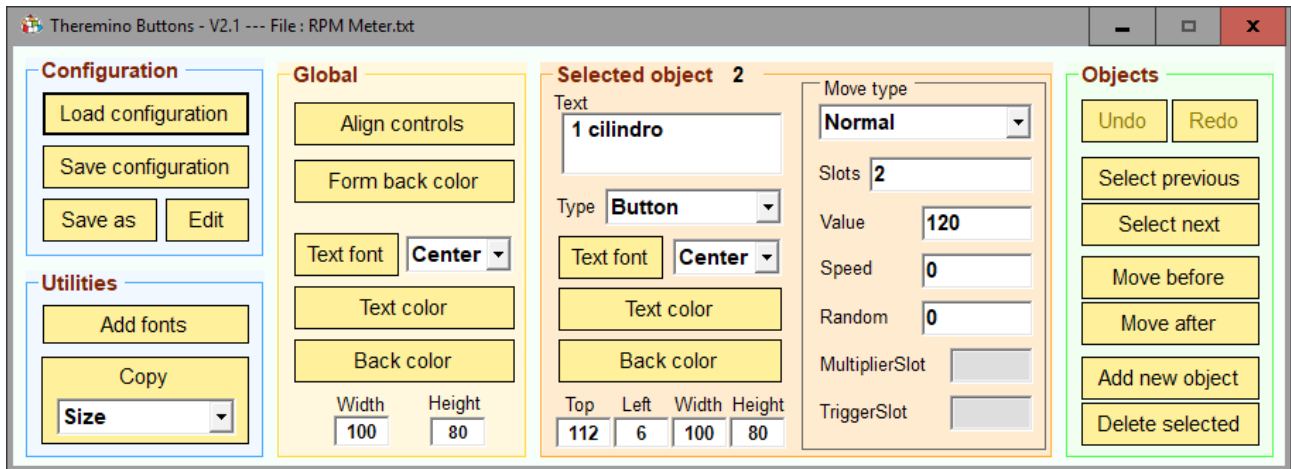 Theremino Buttons - V2.1 --- File : RPM Meter.txt
Configuration
Load configuration
Save configuration
Save as
Edit
Utilities
Add fonts
Copy
Size
Global
Align controls
Form back color
Text font
Center
Text color
Back color
Width
Height
100
80
Selected object 2
Text
1 cilindro
Type
Button
Text font
Center
Text color
Back color
Top
Left
Width
Height
112
6
100
80
Move type
Normal
Slots
2
Value
120
Speed
0
Random
0
MultiplierSlot
TriggerSlot
Objects
Undo
Redo
Select previous
Select next
Move before
Move after
Add new object
Delete selected